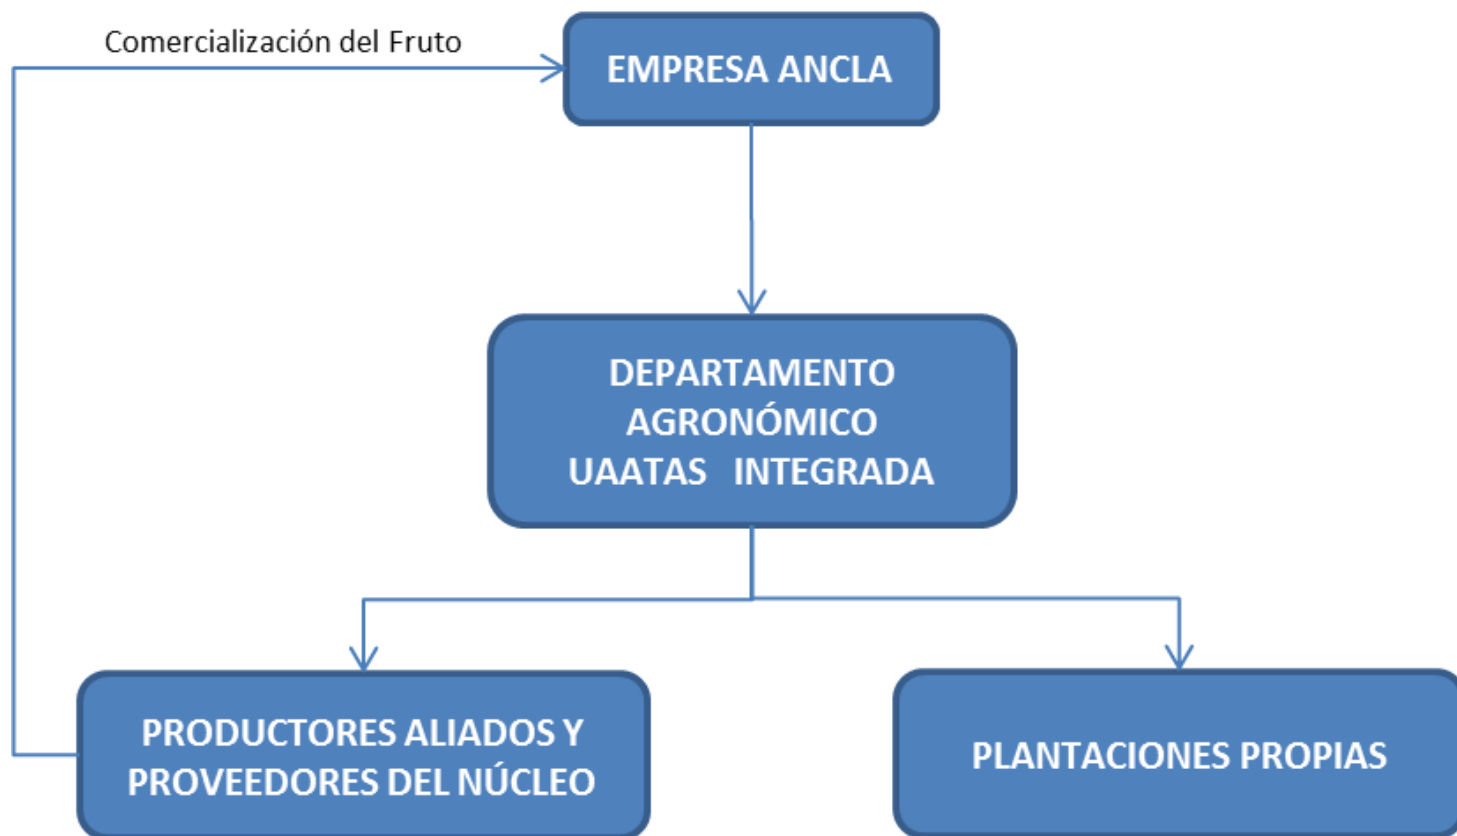 Comercialización del Fruto
EMPRESA ANCLA
DEPARTAMENTO
AGRONÓMICO
UAATAS INTEGRADA
PRODUCTORES ALIADOS Y
PROVEEDORES DEL NÚCLEO
PLANTACIONES PROPIAS